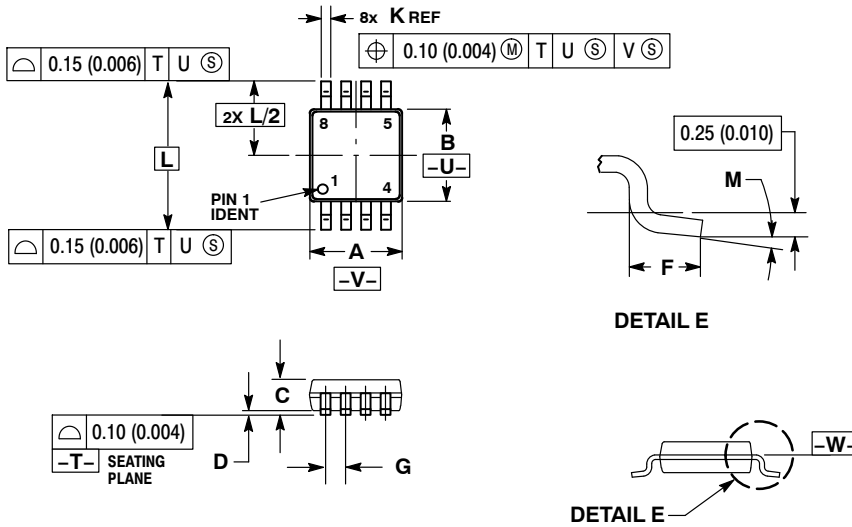 8x K REF
⌓ 0.15 (0.006) T U Ⓢ
⌖ 0.10 (0.004) Ⓜ T U Ⓢ V Ⓢ
2X L/2
8 5
B
–U–
L
1
4
PIN 1
IDENT
⌓ 0.15 (0.006) T U Ⓢ
A
–V–
0.25 (0.010)
M
F
DETAIL E
C
⌓ 0.10 (0.004)
–T– SEATING
PLANE
D
G
–W–
DETAIL E